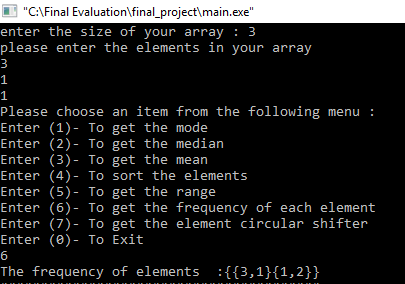 "C:\Final Evaluation\final_project\main.exe"
enter the size of your array : 3
please enter the elements in your array
3
1
1
Please choose an item from the following menu :
Enter (1)- To get the mode
Enter (2)- To get the median
Enter (3)- To get the mean
Enter (4)- To sort the elements
Enter (5)- To get the range
Enter (6)- To get the frequency of each element
Enter (7)- To get the element circular shifter
Enter (0)- To Exit
6
The frequency of elements  :{{3,1}{1,2}}